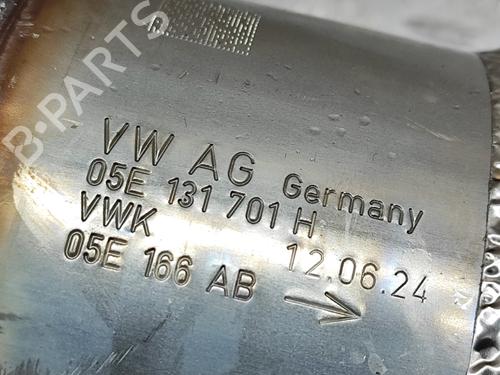 B-PARTS
VW AG Germany
05E 131 701 H
VWK 12.06.24
05E 166 AB →